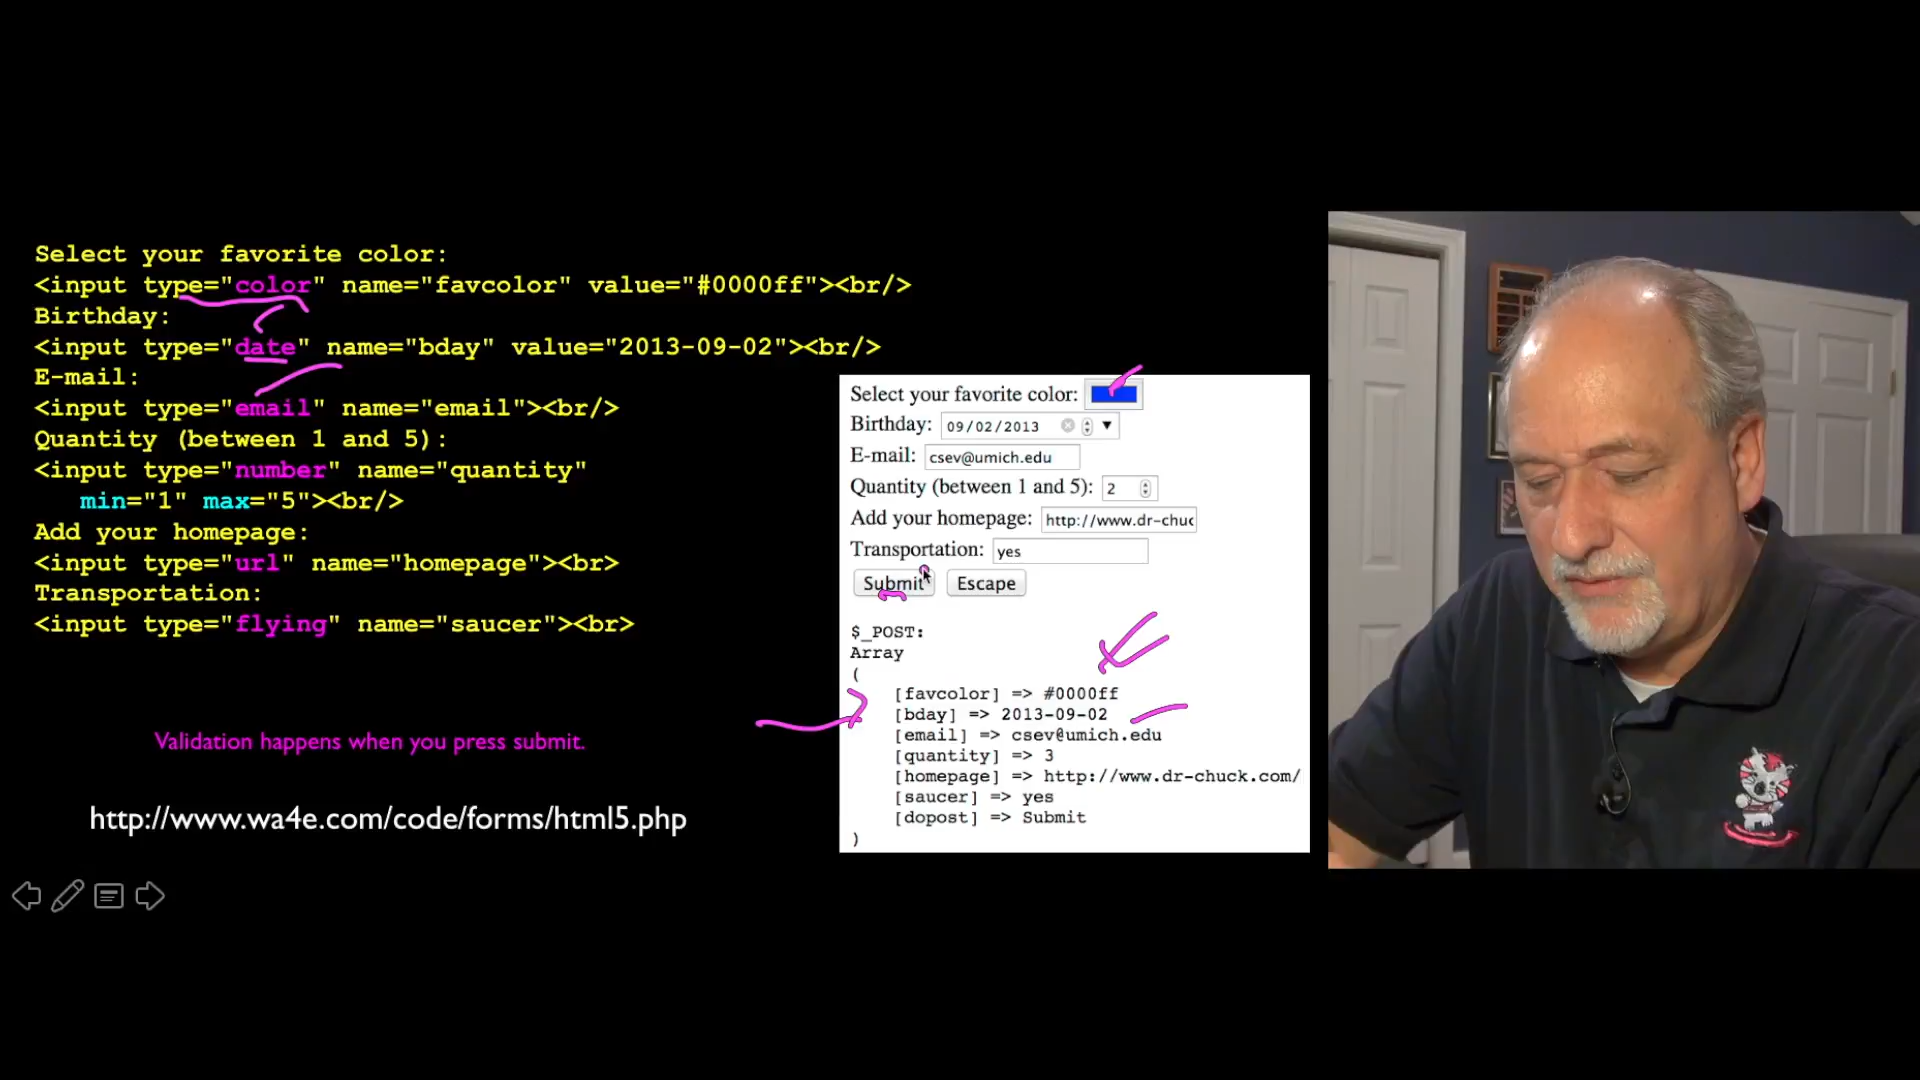 Select your favorite color:
<input type="color" name="favcolor" value="#0000ff"><br/>
Birthday:
<input type="date" name="bday" value="2013-09-02"><br/>
E-mail:
<input type="email" name="email"><br/>
Quantity (between 1 and 5):
<input type="number" name="quantity"
min="1" max="5"><br/>
Add your homepage:
<input type="url" name="homepage"><br>
Transportation:
<input type="flying" name="saucer"><br>
Validation happens when you press submit.
http://www.wa4e.com/code/forms/html5.php
Select your favorite color:
Birthday: 09/02/2013
E-mail: csev@umich.edu
Quantity (between 1 and 5): 2
Add your homepage: http://www.dr-chuc
Transportation: yes
Submit Escape
$_POST:
Array
(
[favcolor] => #0000ff
[bday] => 2013-09-02
[email] => csev@umich.edu
[quantity] => 3
[homepage] => http://www.dr-chuck.com/
[saucer] => yes
[dopost] => Submit
)